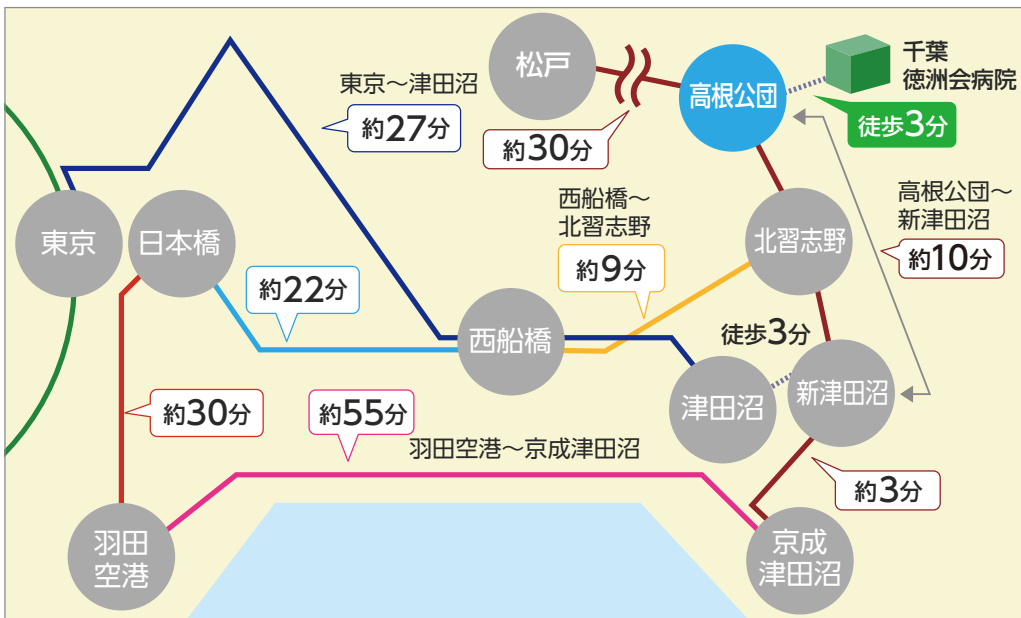 松戸
高根公団
千葉
徳洲会病院
東京～津田沼
約27分
約30分
徒歩3分
西船橋～
北習志野
約9分
高根公団～
新津田沼
約10分
東京
日本橋
北習志野
約22分
西船橋
徒歩3分
津田沼
新津田沼
約30分
約55分
羽田空港～京成津田沼
約3分
羽田
空港
京成
津田沼